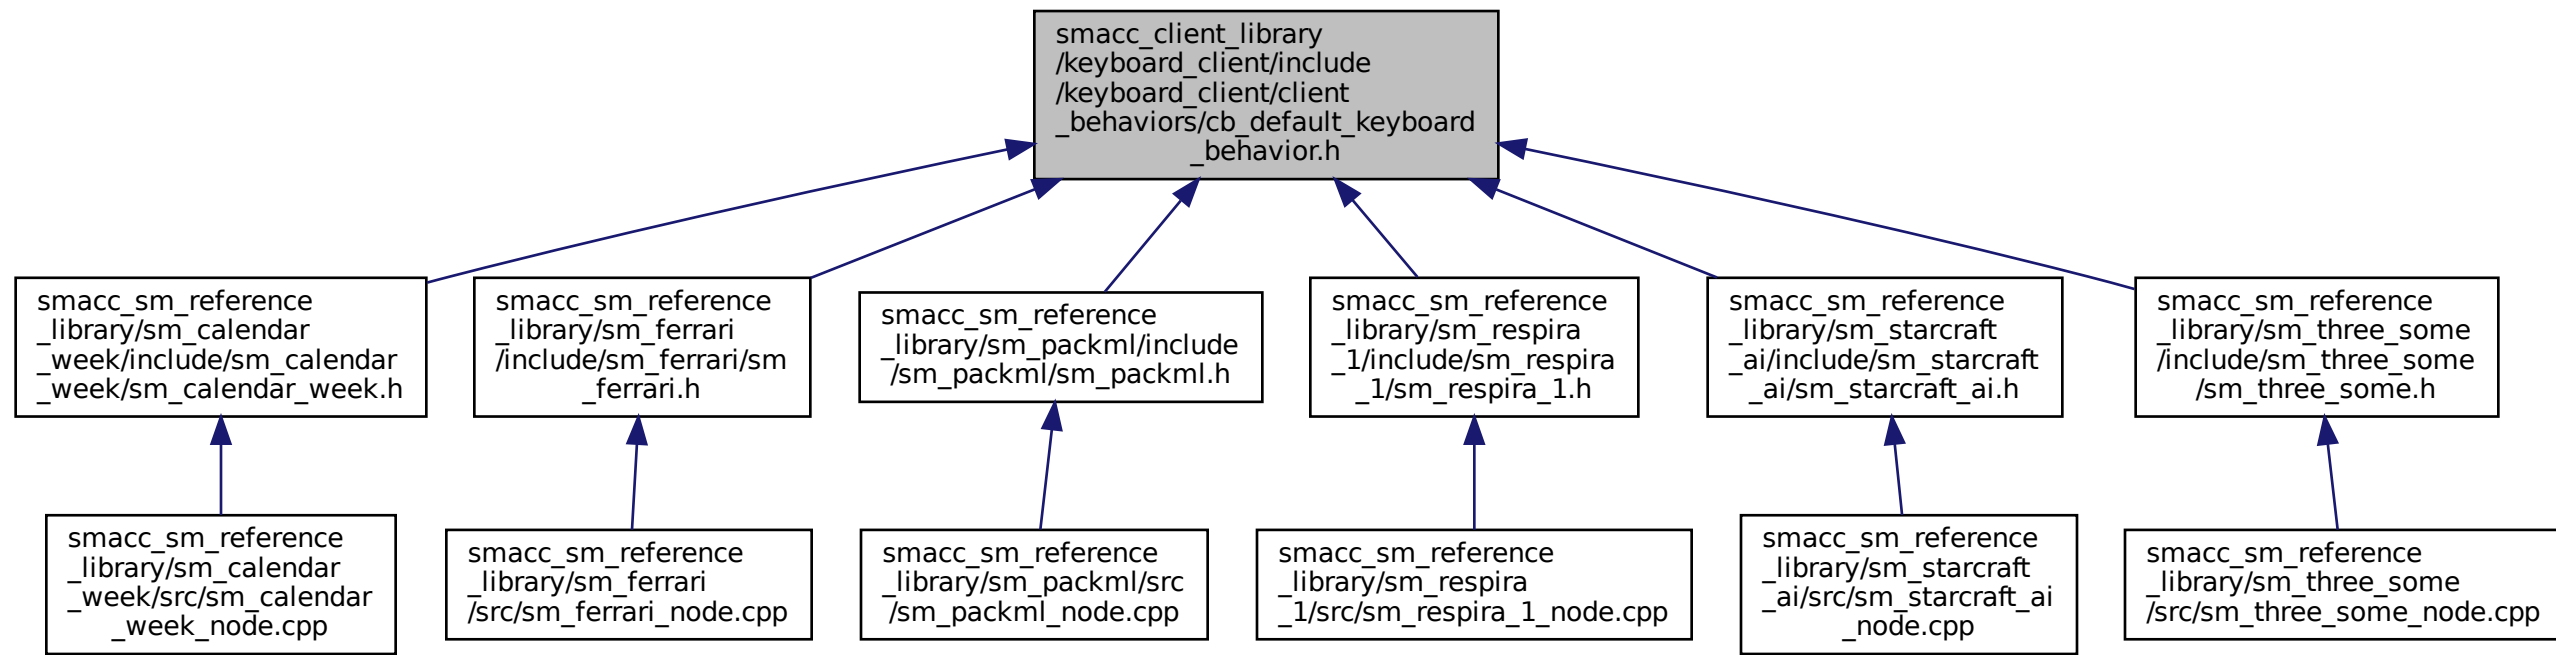 smacc_client_library
/keyboard_client/include
/keyboard_client/client
_behaviors/cb_default_keyboard
_behavior.h
smacc_sm_reference
_library/sm_calendar
_week/include/sm_calendar
_week/sm_calendar_week.h
smacc_sm_reference
_library/sm_ferrari
/include/sm_ferrari/sm
_ferrari.h
smacc_sm_reference
_library/sm_packml/include
/sm_packml/sm_packml.h
smacc_sm_reference
_library/sm_respira
_1/include/sm_respira
_1/sm_respira_1.h
smacc_sm_reference
_library/sm_starcraft
_ai/include/sm_starcraft
_ai/sm_starcraft_ai.h
smacc_sm_reference
_library/sm_three_some
/include/sm_three_some
/sm_three_some.h
smacc_sm_reference
_library/sm_calendar
_week/src/sm_calendar
_week_node.cpp
smacc_sm_reference
_library/sm_ferrari
/src/sm_ferrari_node.cpp
smacc_sm_reference
_library/sm_packml/src
/sm_packml_node.cpp
smacc_sm_reference
_library/sm_respira
_1/src/sm_respira_1_node.cpp
smacc_sm_reference
_library/sm_starcraft
_ai/src/sm_starcraft_ai
_node.cpp
smacc_sm_reference
_library/sm_three_some
/src/sm_three_some_node.cpp